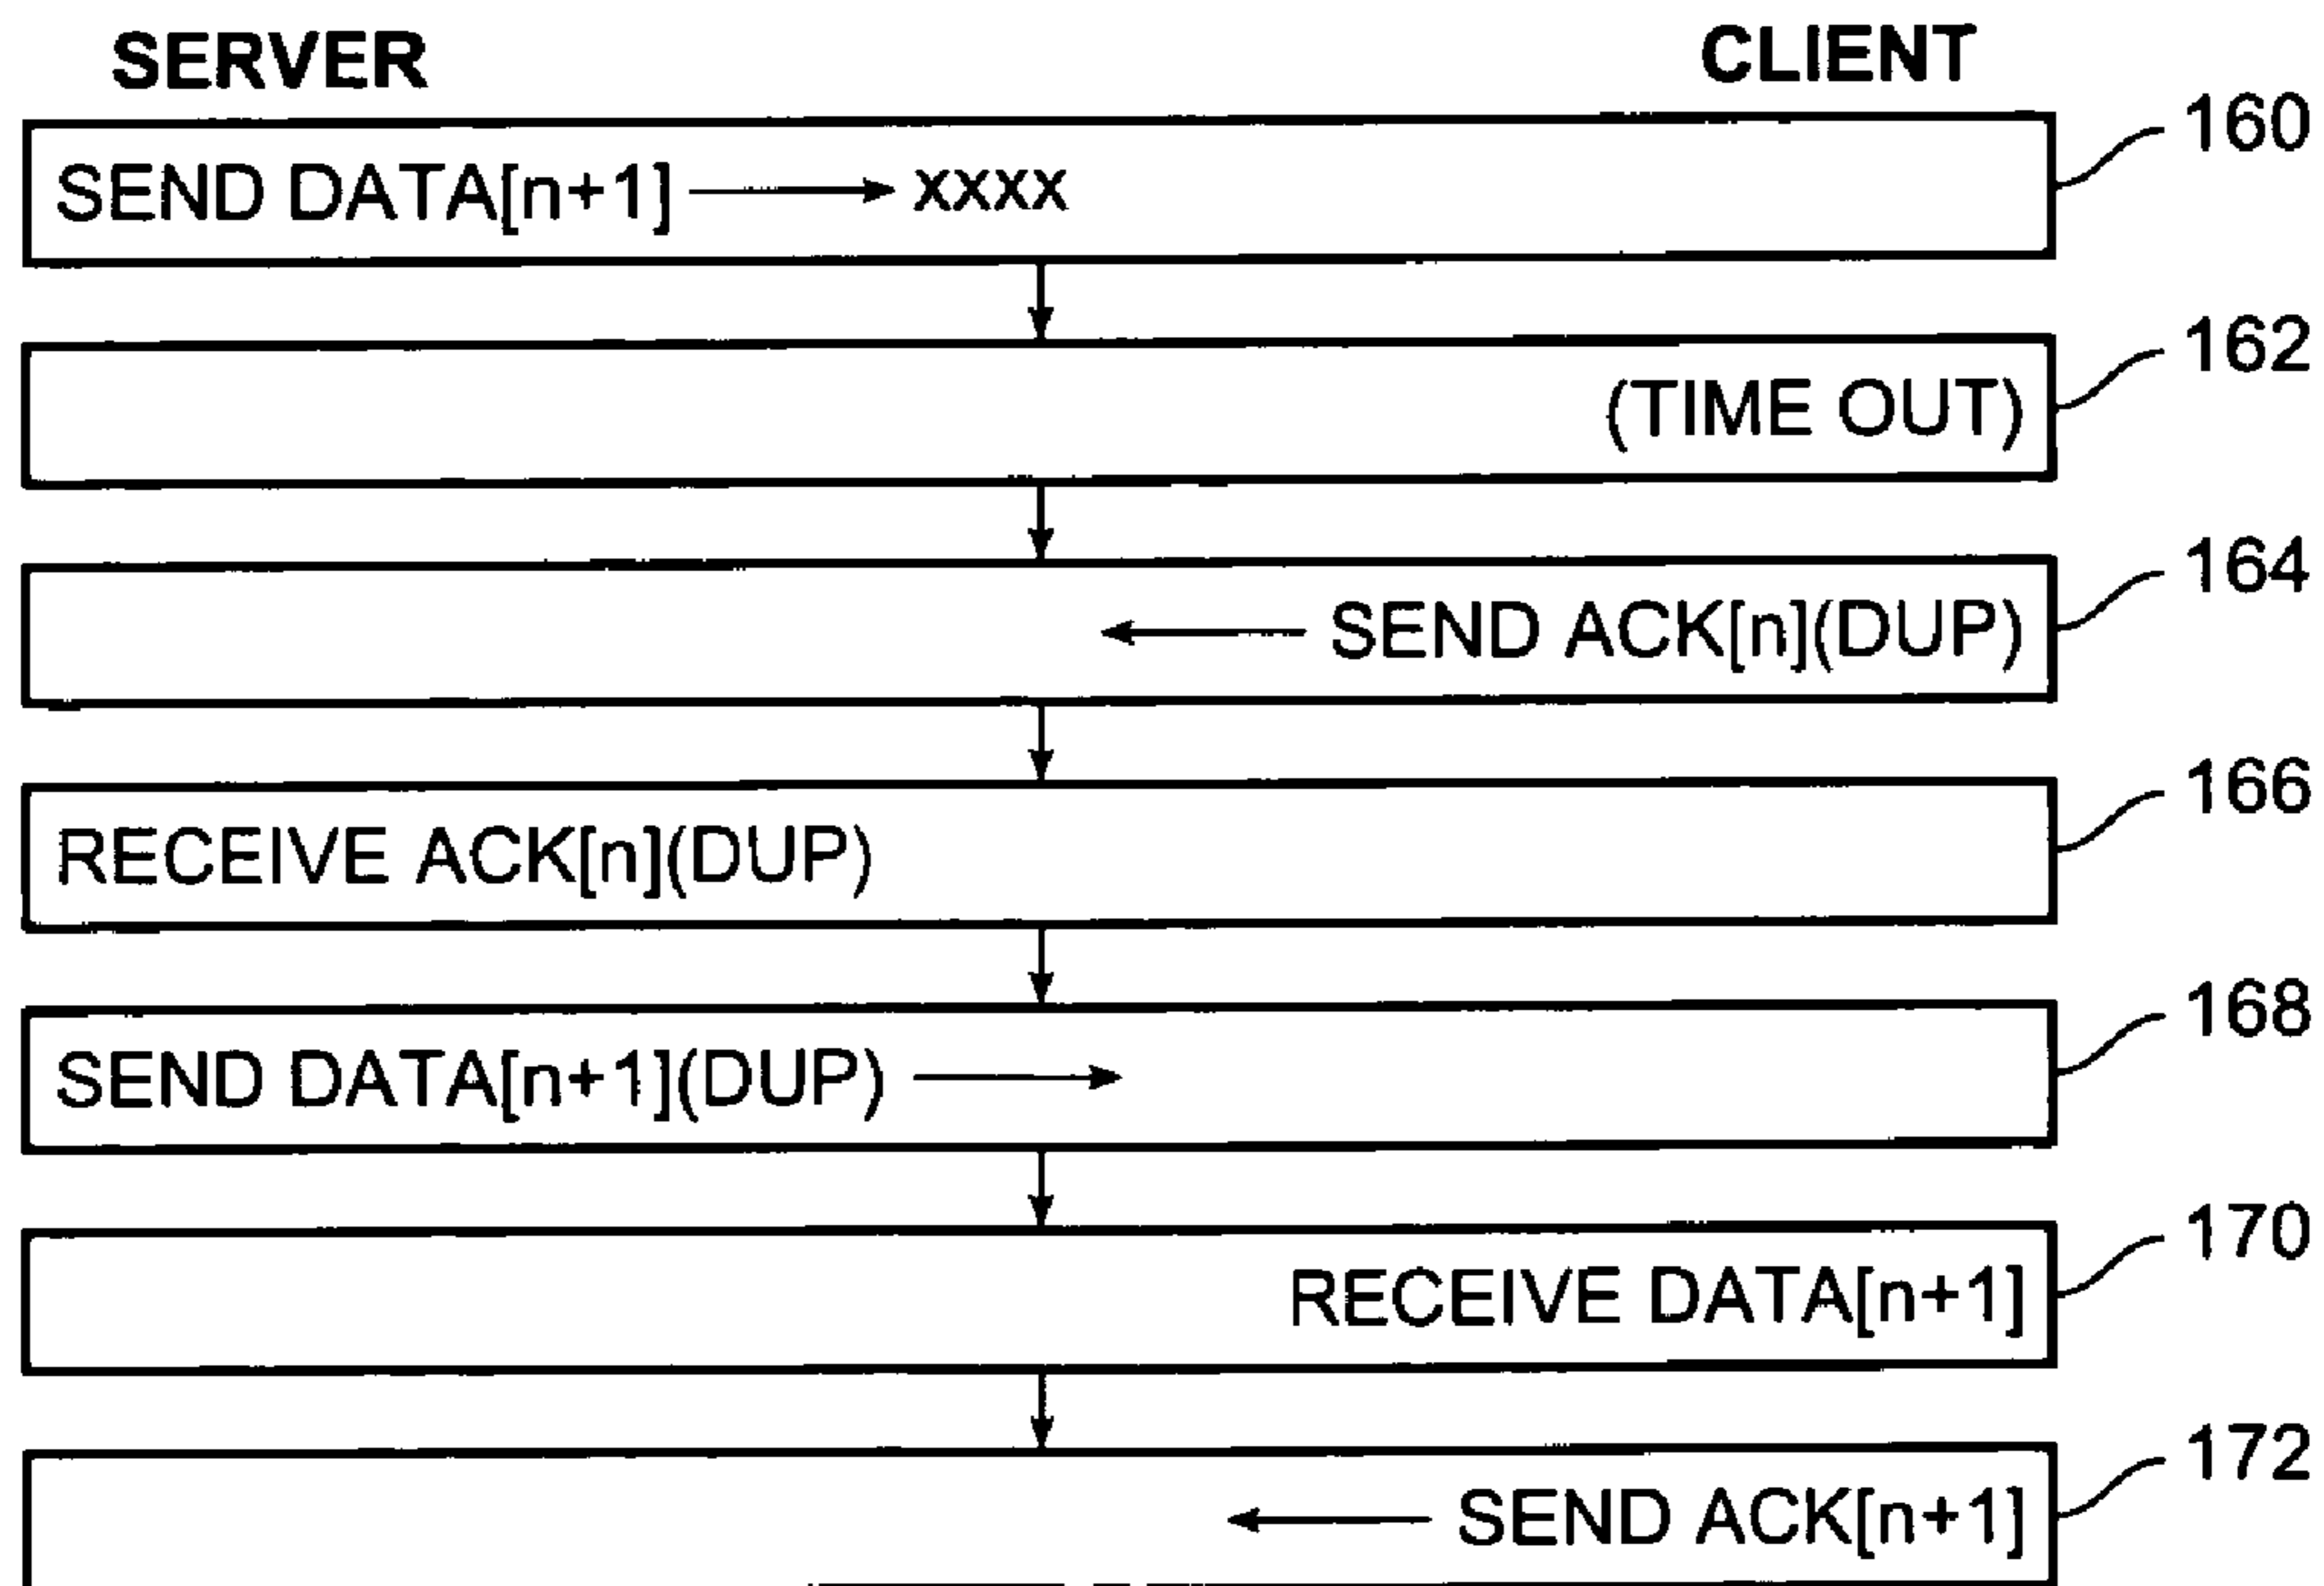 SERVER CLIENT
160
SEND DATA[n+1] xxxx
162
(TIME OUT)
164
SEND ACK[n](DUP)
166
RECEIVE ACK[n](DUP)
168
SEND DATA[n+1](DUP)
170
RECEIVE DATA[n+1]
172
SEND ACK[n+1]